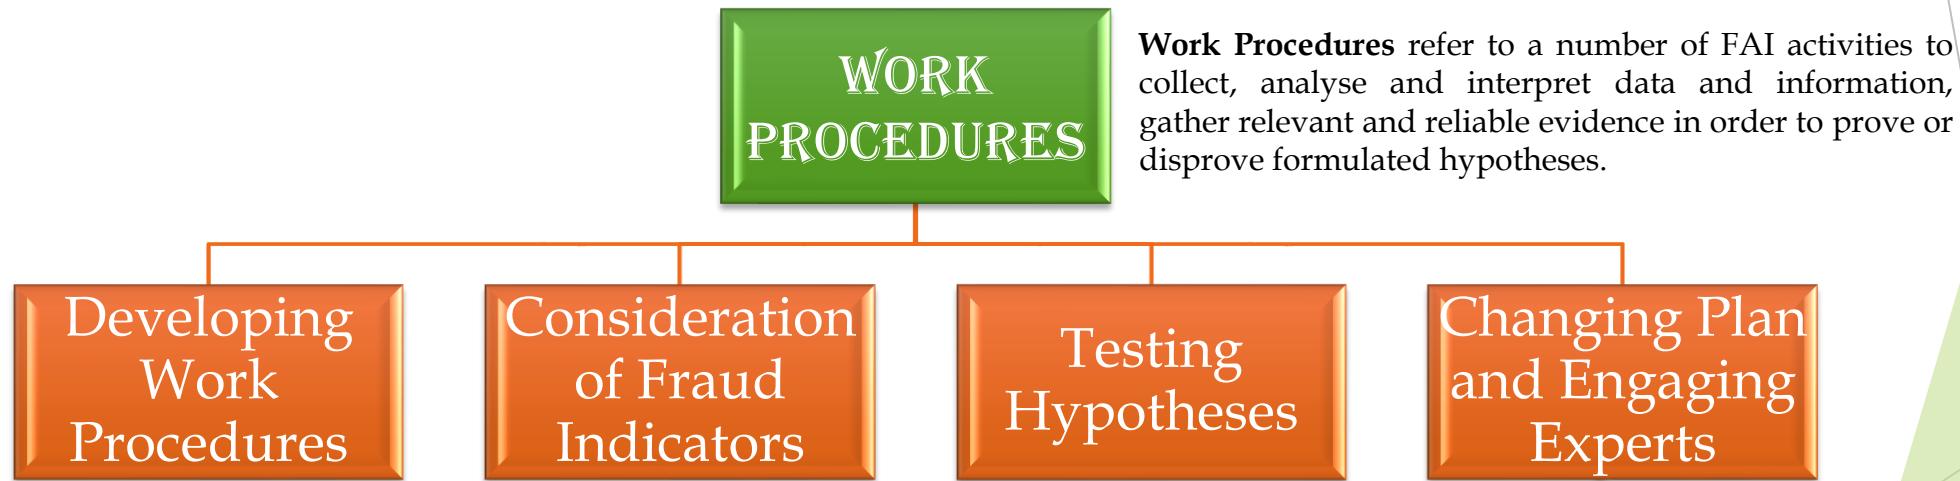 WORK
PROCEDURES
Work Procedures refer to a number of FAI activities to
collect, analyse and interpret data and information,
gather relevant and reliable evidence in order to prove or
disprove formulated hypotheses.
Developing
Work
Procedures
Consideration
of Fraud
Indicators
Testing
Hypotheses
Changing Plan
and Engaging
Experts